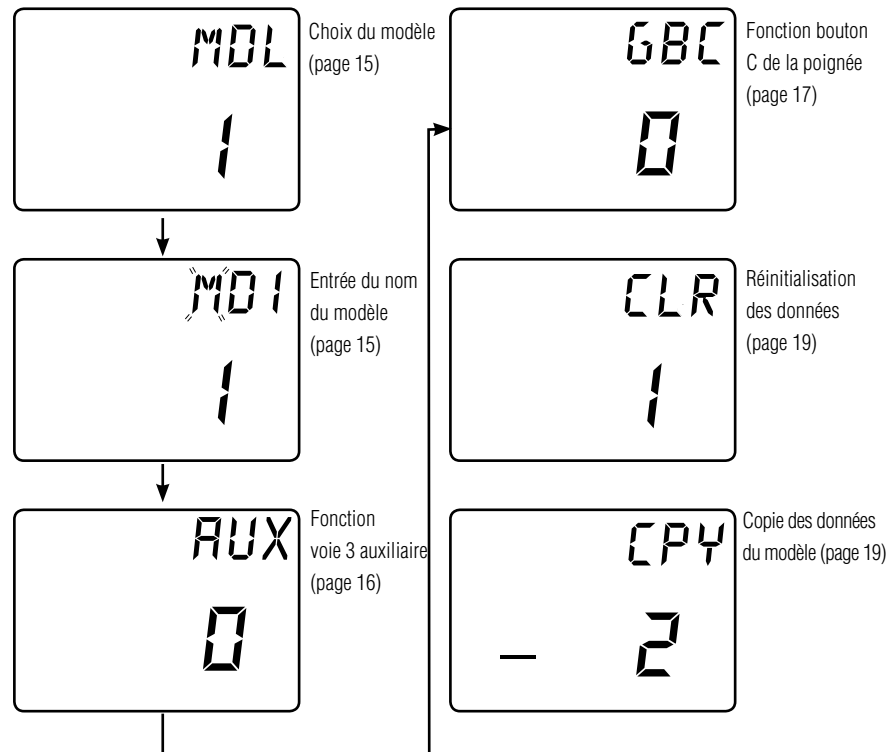 MDL
1
Choix du modèle
(page 15)
MD1
1
Entrée du nom
du modèle
(page 15)
AUX
0
Fonction
voie 3 auxiliaire
(page 16)
GBC
0
Fonction bouton
C de la poignée
(page 17)
CLR
1
Réinitialisation
des données
(page 19)
CPY
– 2
Copie des données
du modèle (page 19)